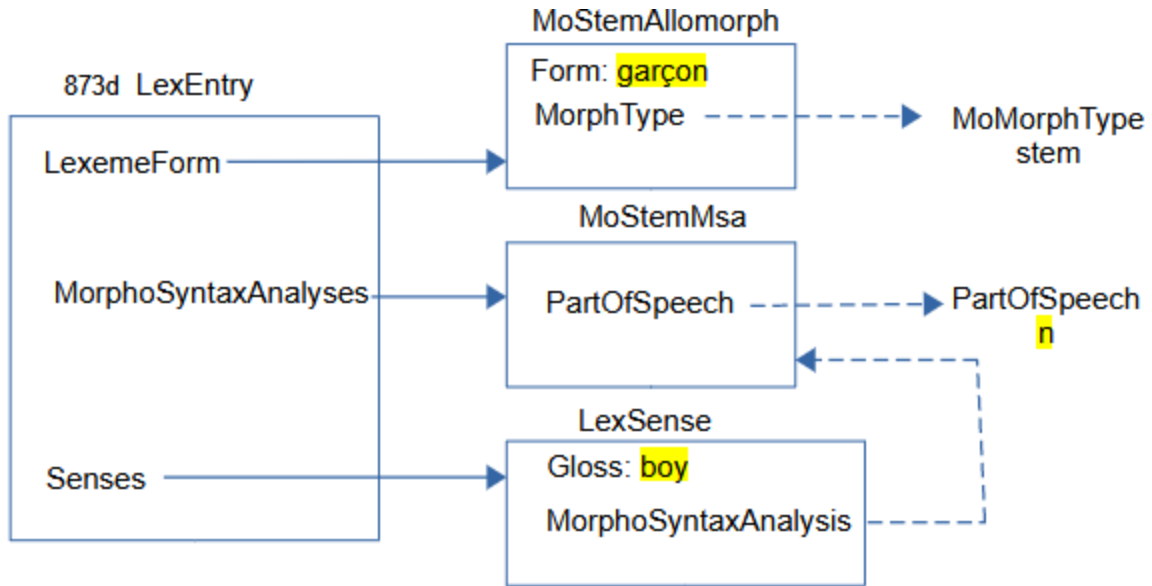 MoStemAllomorph
873d LexEntry
Form: garçon
MorphType
MoMorphType
stem
LexemeForm
MoStemMsa
MorphoSyntaxAnalyses
PartOfSpeech
PartOfSpeech
n
LexSense
Senses
Gloss: boy
MorphoSyntaxAnalysis